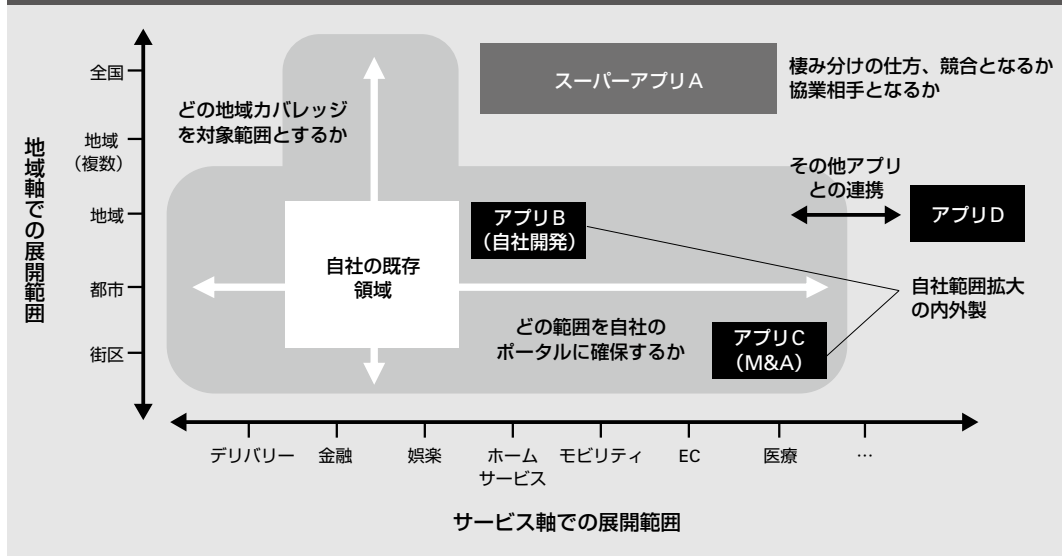 地域軸での展開範囲
全国
地域
（複数）
地域
都市
街区
どの地域カバレッジ
を対象範囲とするか
スーパーアプリA
棲み分けの仕方、競合となるか
協業相手となるか
その他アプリ
との連携
アプリB
（自社開発）
アプリD
自社の既存
領域
自社範囲拡大
の内外製
どの範囲を自社の
ポータルに確保するか
アプリC
（M&A）
デリバリー
金融
娯楽
ホーム
サービス
モビリティ
EC
医療
…
サービス軸での展開範囲